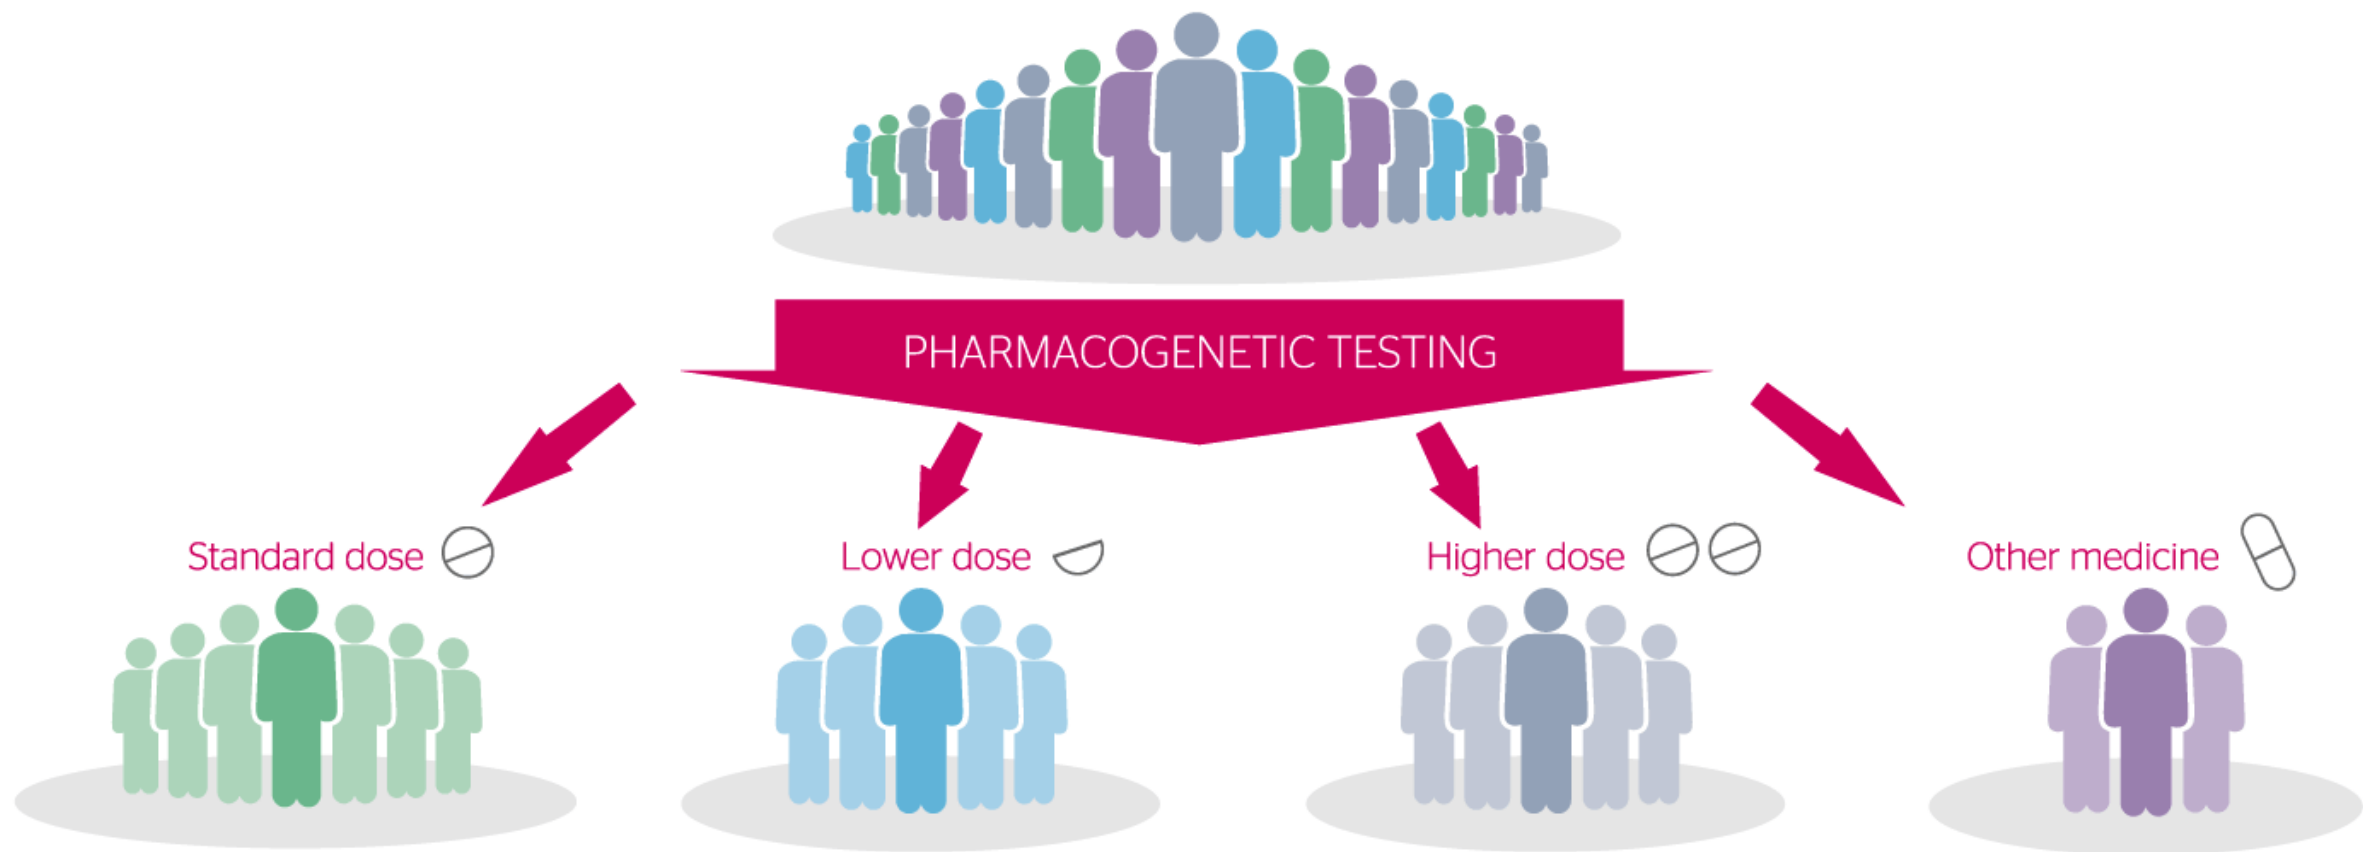 PHARMACOGENETIC TESTING
Standard dose
Lower dose
Higher dose
Other medicine